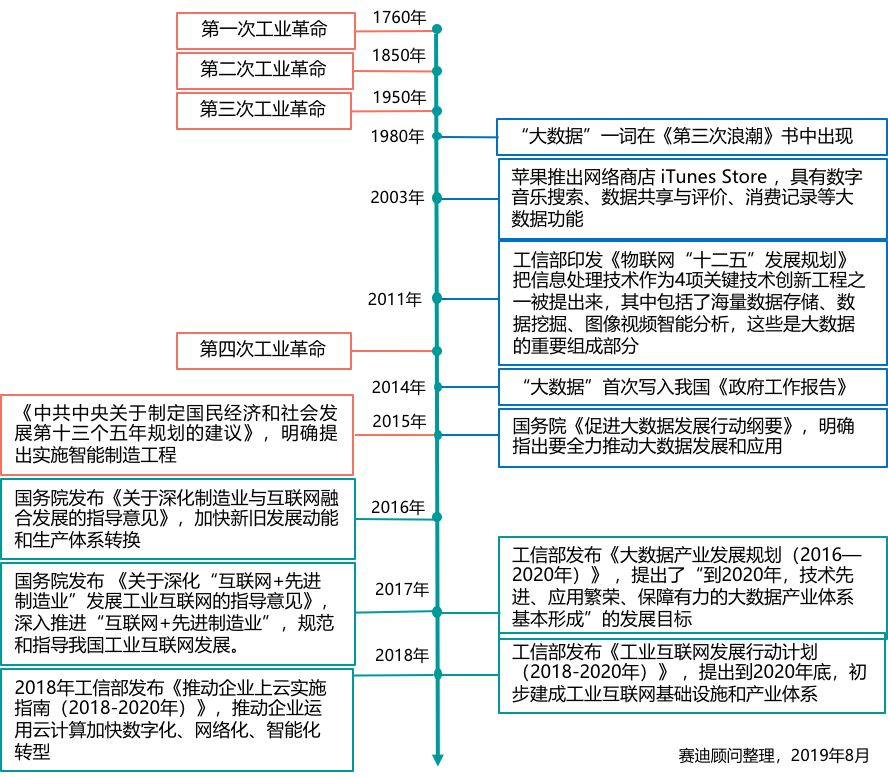 1760年
第一次工业革命
1850年
第二次工业革命
1950年
第三次工业革命
1980年
“大数据”一词在《第三次浪潮》书中出现
2003年
苹果推出网络商店 iTunes Store ，具有数字
音乐搜索、数据共享与评价、消费记录等大
数据功能
2011年
工信部印发《物联网“十二五”发展规划》
把信息处理技术作为4项关键技术创新工程之
一被提出来，其中包括了海量数据存储、数
据挖掘、图像视频智能分析，这些是大数据
的重要组成部分
第四次工业革命
2014年
“大数据”首次写入我国《政府工作报告》
2015年
《中共中央关于制定国民经济和社会发
展第十三个五年规划的建议》，明确提
出实施智能制造工程
国务院《促进大数据发展行动纲要》，明确
指出要全力推动大数据发展和应用
2016年
国务院发布《关于深化制造业与互联网融
合发展的指导意见》，加快新旧发展动能
和生产体系转换
2017年
国务院发布 《关于深化“互联网+先进
制造业”发展工业互联网的指导意见》，
深入推进“互联网+先进制造业”，规范
和指导我国工业互联网发展。
工信部发布《大数据产业发展规划（2016—
2020年）》，提出了“到2020年，技术先
进、应用繁荣、保障有力的大数据产业体系
基本形成”的发展目标
2018年
2018年工信部发布《推动企业上云实施
指南（2018-2020年）》，推动企业运
用云计算加快数字化、网络化、智能化
转型
工信部发布《工业互联网发展行动计划
（2018-2020年）》，提出到2020年底，初
步建成工业互联网基础设施和产业体系
赛迪顾问整理，2019年8月